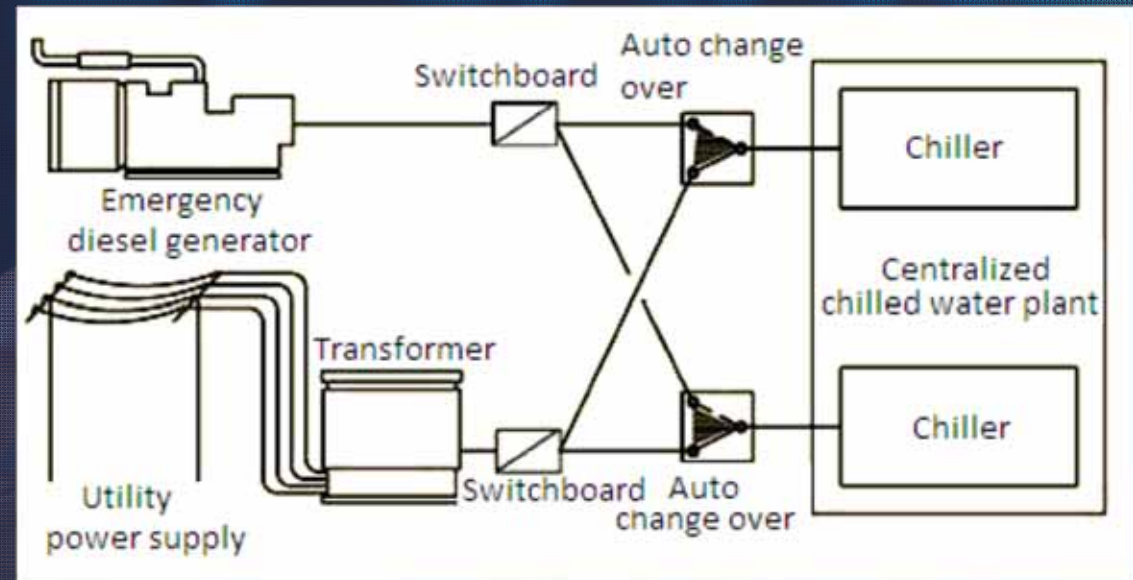 Auto change
over
Switchboard
Chiller
Emergency
diesel generator
Centralized
chilled water plant
Transformer
Chiller
Switchboard
Auto
change over
Utility
power supply